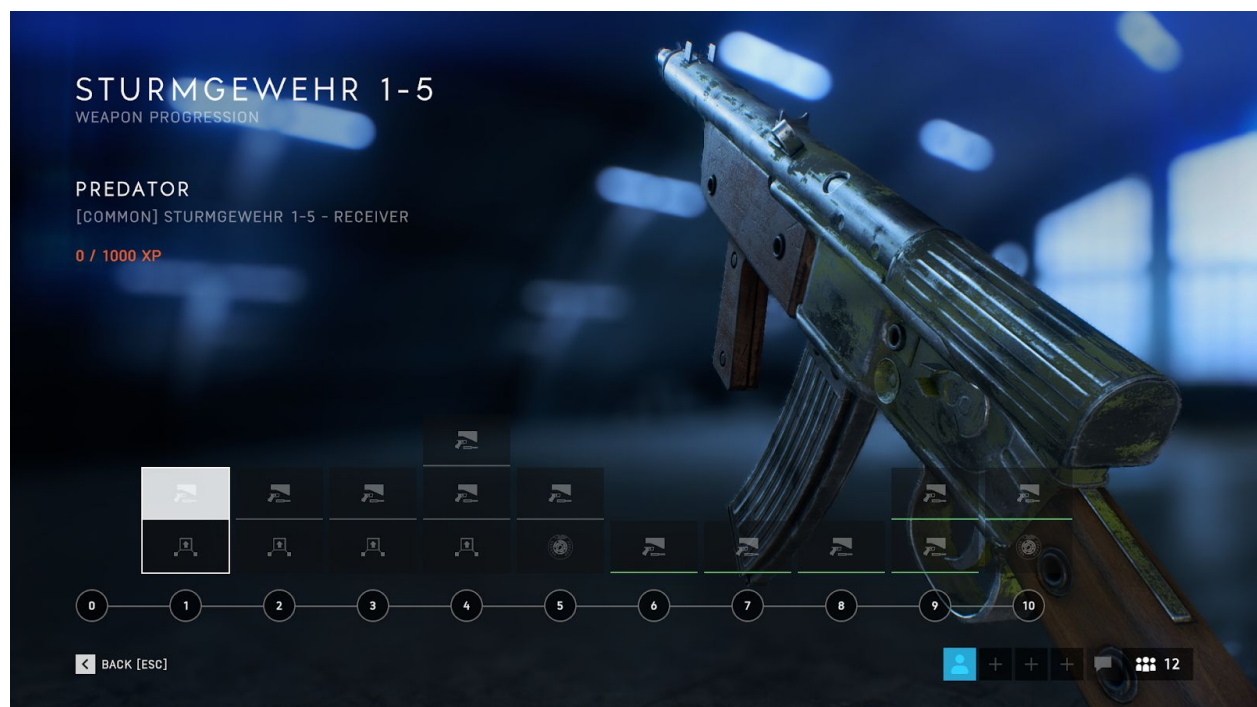 STURMGEWEHR 1-5
WEAPON PROGRESSION
PREDATOR
[COMMON] STURMGEWEHR 1-5 - RECEIVER
0 / 1000 XP
0 1 2 3 4 5 6 7 8 9 10
BACK [ESC]
12